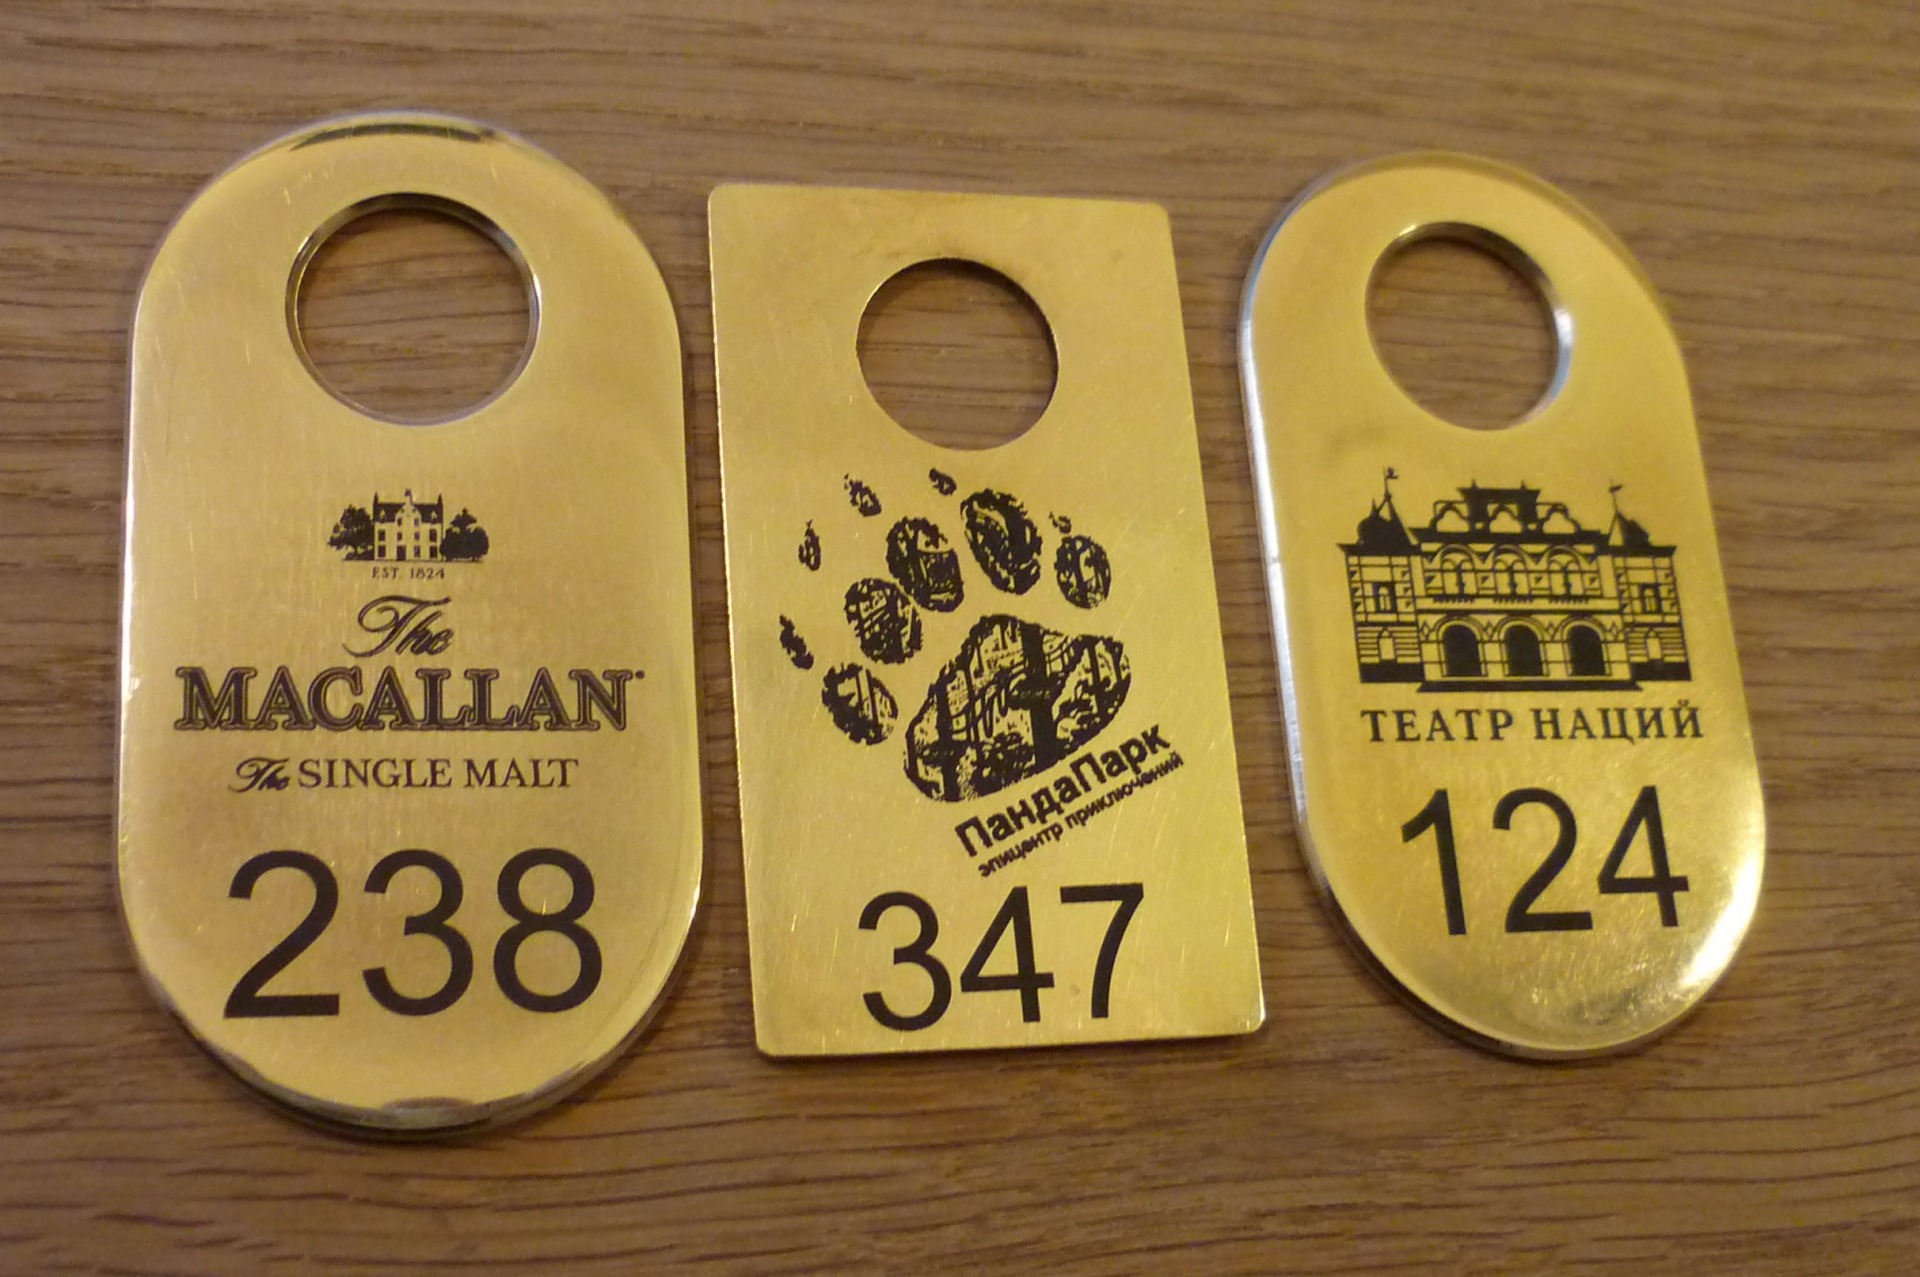 EST. 1824
The
MACALLAN
The SINGLE MALT
238
ПандаПарк
эпицентр приключений
347
ТЕАТР НАЦИЙ
124